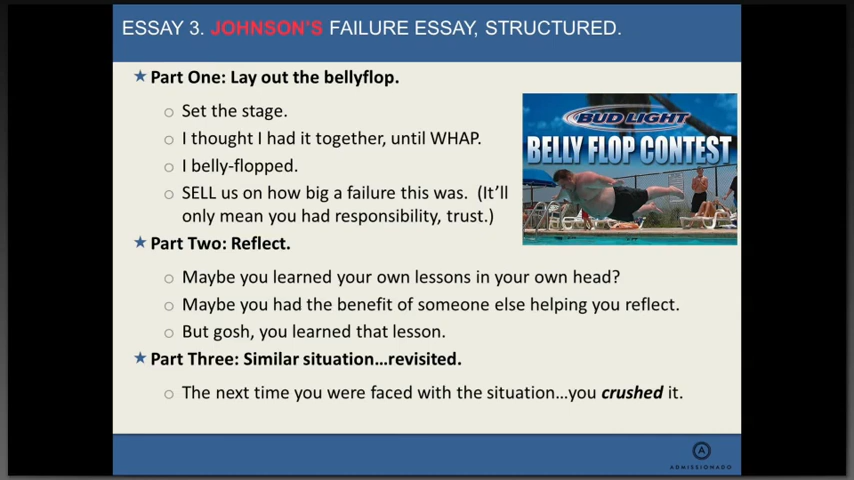 ESSAY 3. JOHNSON'S FAILURE ESSAY, STRUCTURED.
Part One: Lay out the bellyflop.
Set the stage.
I thought I had it together, until WHAP.
I belly-flopped.
SELL us on how big a failure this was. (It'll
only mean you had responsibility, trust.)
BUD LIGHT
BELLY FLOP CONTEST
Part Two: Reflect.
Maybe you learned your own lessons in your own head?
Maybe you had the benefit of someone else helping you reflect.
But gosh, you learned that lesson.
Part Three: Similar situation...revisited.
The next time you were faced with the situation...you crushed it.
A
ADMISSIONADO